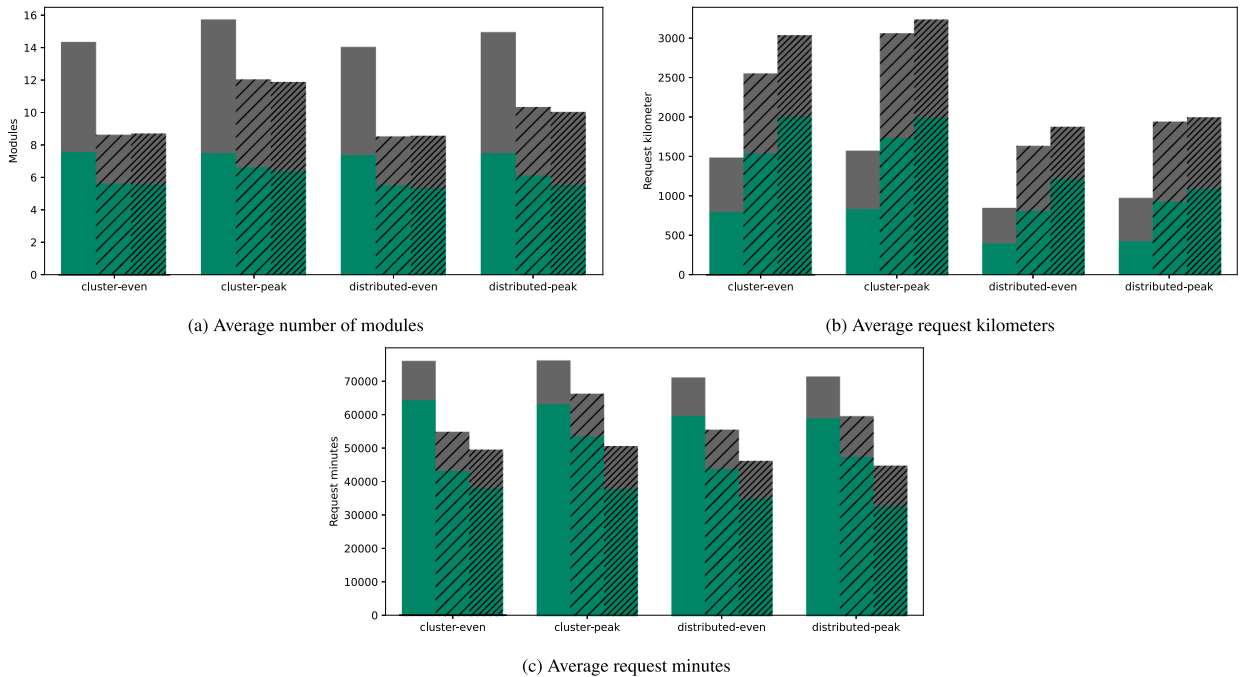 16
14
12
10
8
6
4
2
0
Modules
cluster-even cluster-peak distributed-even distributed-peak
(a) Average number of modules
3000
2500
2000
1500
1000
500
0
Request kilometer
cluster-even cluster-peak distributed-even distributed-peak
(b) Average request kilometers
70000
60000
50000
40000
30000
20000
10000
0
Request minutes
cluster-even cluster-peak distributed-even distributed-peak
(c) Average request minutes